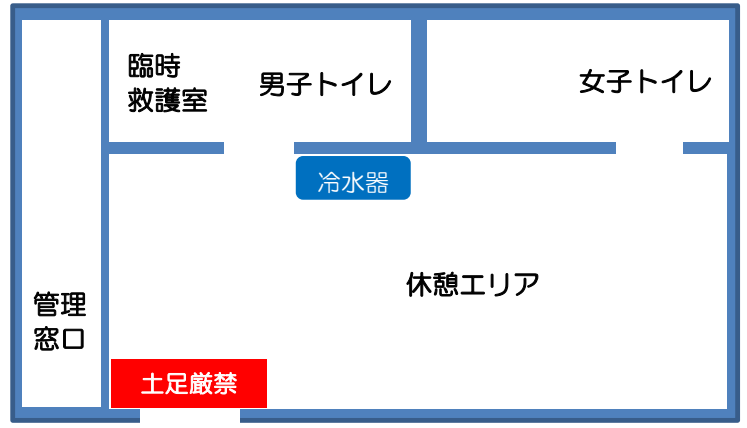 臨時
救護室
男子トイレ
女子トイレ
冷水器
休憩エリア
管理
窓口
土足厳禁